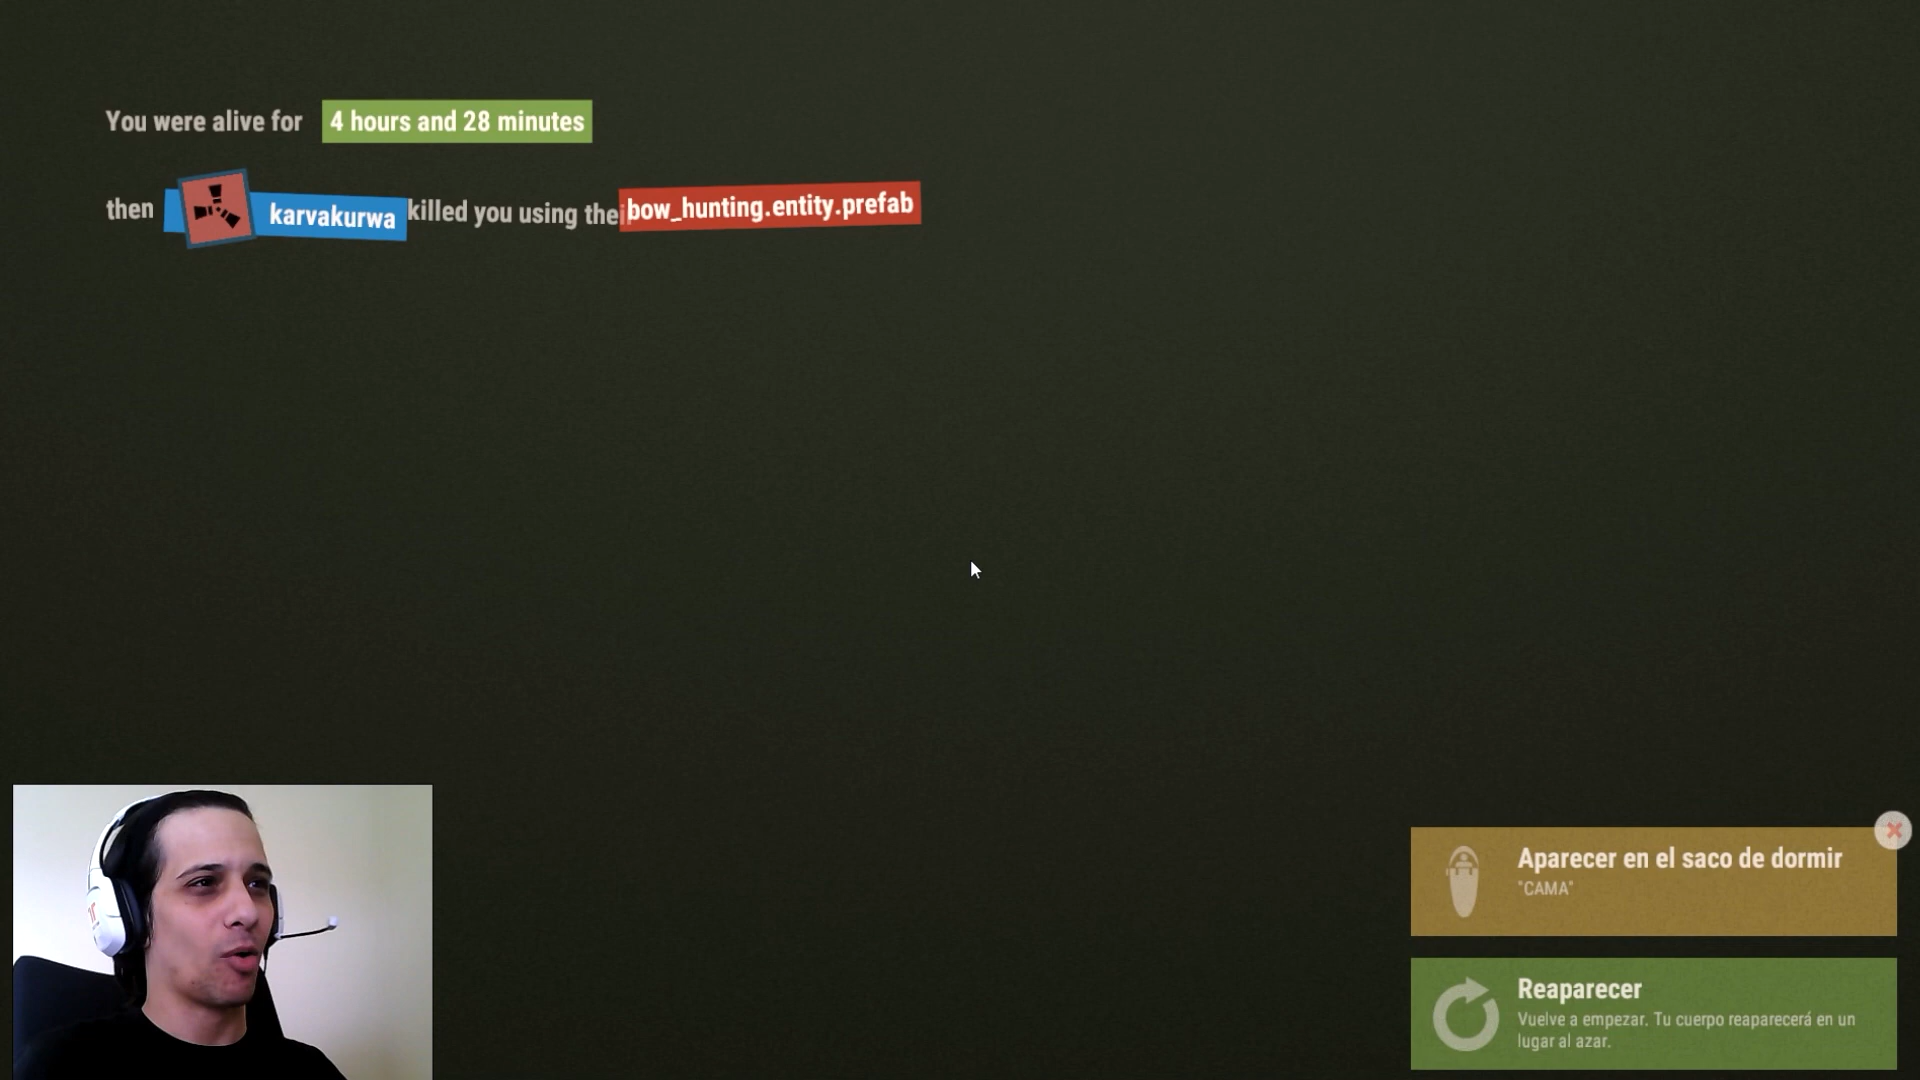 You were alive for 4 hours and 28 minutes
then karvakurwa killed you using their bow_hunting.entity.prefab
Aparecer en el saco de dormir
"CAMA"
Reaparecer
Vuelve a empezar. Tu cuerpo reaparecerá en un
lugar al azar.